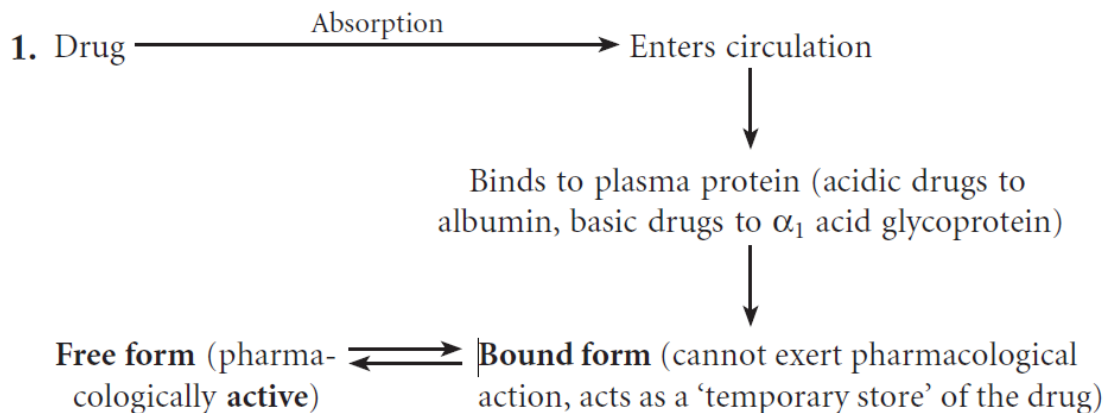 Absorption
1. Drug Enters circulation
Binds to plasma protein (acidic drugs to
albumin, basic drugs to α₁ acid glycoprotein)
Free form (pharma-
cologically active)
Bound form (cannot exert pharmacological
action, acts as a ‘temporary store’ of the drug)